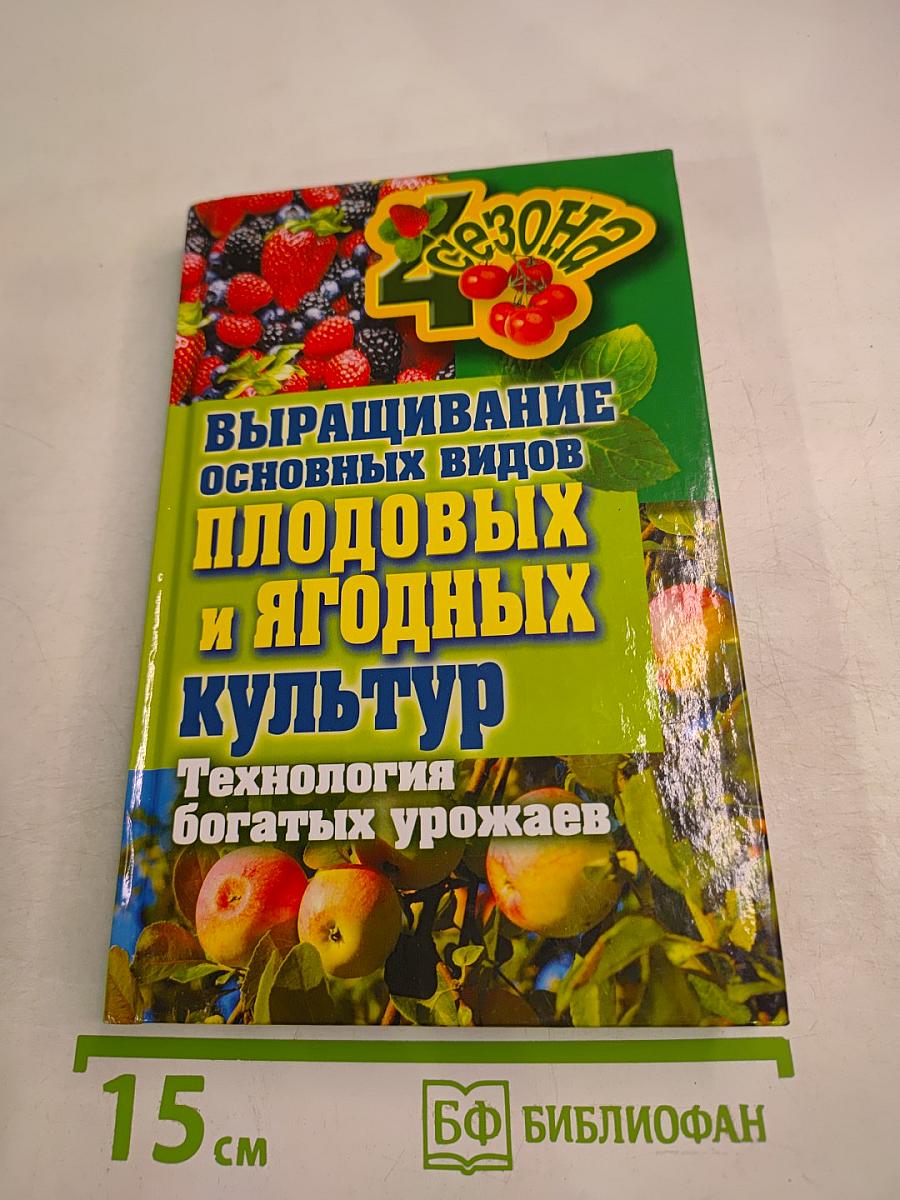 4 сезона
ВЫРАЩИВАНИЕ
ОСНОВНЫХ ВИДОВ
ПЛОДОВЫХ
и ЯГОДНЫХ
КУЛЬТУР
Технология
богатых урожаев
15 см
БФ БИБЛИОФАН